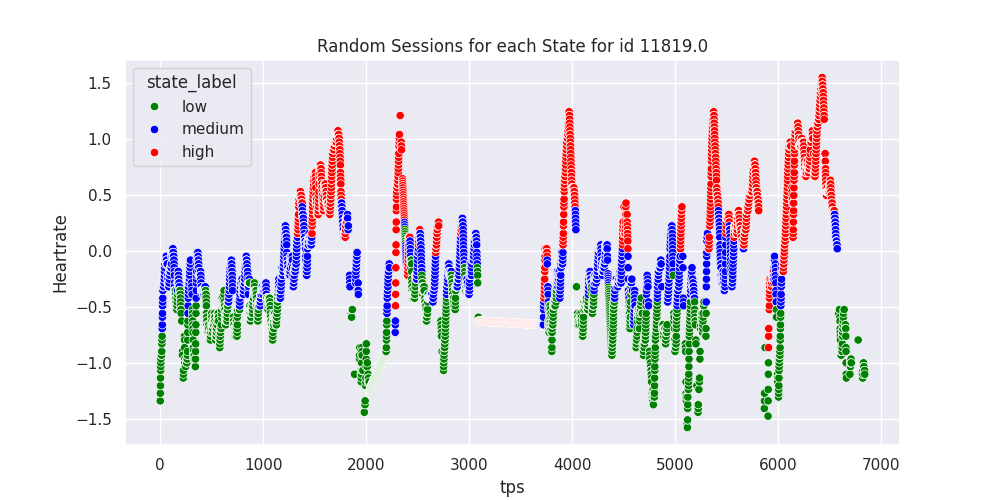 Random Sessions for each State for id 11819.0
state_label
low
medium
high
1.5
1.0
0.5
0.0
−0.5
−1.0
−1.5
Heartrate
0 1000 2000 3000 4000 5000 6000 7000
tps